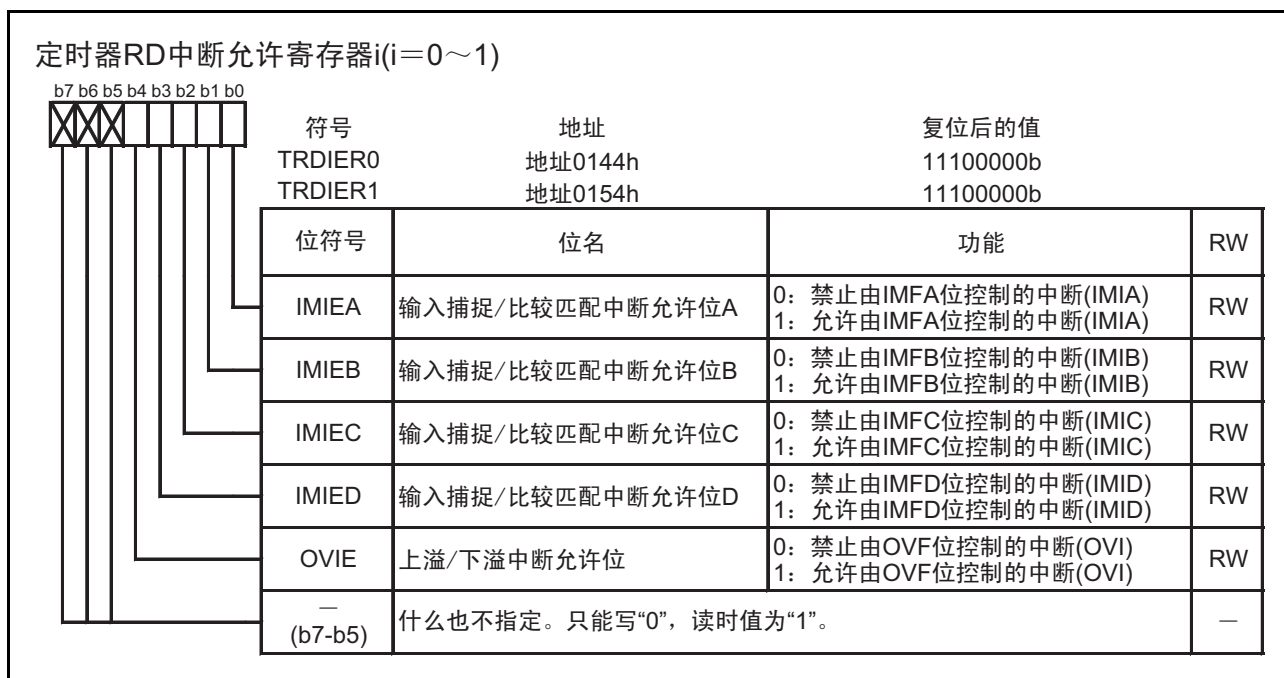 定时器RD中断允许寄存器i(i＝0～1)
b7 b6 b5 b4 b3 b2 b1 b0
符号 地址 复位后的值
TRDIER0 地址0144h 11100000b
TRDIER1 地址0154h 11100000b
位符号 位名 功能 RW
IMIEA 输入捕捉/比较匹配中断允许位A 0：禁止由IMFA位控制的中断(IMIA) RW
1：允许由IMFA位控制的中断(IMIA)
IMIEB 输入捕捉/比较匹配中断允许位B 0：禁止由IMFB位控制的中断(IMIB) RW
1：允许由IMFB位控制的中断(IMIB)
IMIEC 输入捕捉/比较匹配中断允许位C 0：禁止由IMFC位控制的中断(IMIC) RW
1：允许由IMFC位控制的中断(IMIC)
IMIED 输入捕捉/比较匹配中断允许位D 0：禁止由IMFD位控制的中断(IMID) RW
1：允许由IMFD位控制的中断(IMID)
OVIE 上溢/下溢中断允许位 0：禁止由OVF位控制的中断(OVI) RW
1：允许由OVF位控制的中断(OVI)
—
(b7-b5) 什么也不指定。只能写“0”，读时值为“1”。 —